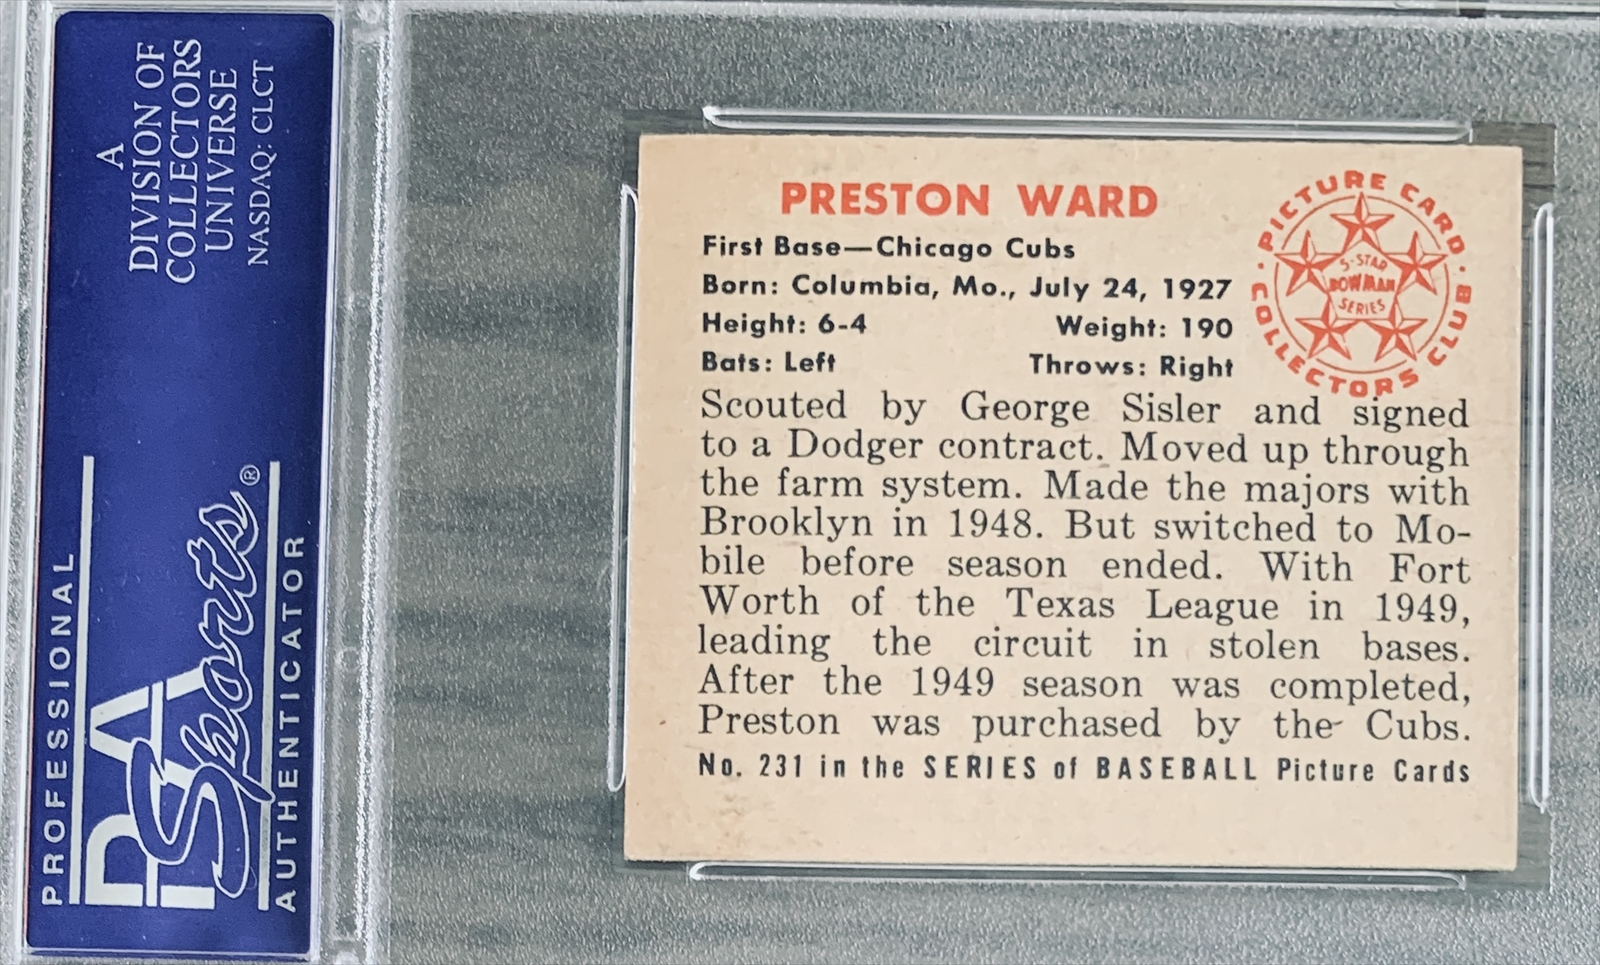 A
DIVISION OF
COLLECTORS
UNIVERSE
NASDAQ: CLCT
PROFESSIONAL
PSA
Sports®
AUTHENTICATOR
PRESTON WARD
First Base—Chicago Cubs
Born: Columbia, Mo., July 24, 1927
Height: 6-4 Weight: 190
Bats: Left Throws: Right
PICTURE CARD
COLLECTORS CLUB
5-STAR
BOWMAN
SERIES
Scouted by George Sisler and signed
to a Dodger contract. Moved up through
the farm system. Made the majors with
Brooklyn in 1948. But switched to Mo-
bile before season ended. With Fort
Worth of the Texas League in 1949,
leading the circuit in stolen bases.
After the 1949 season was completed,
Preston was purchased by the Cubs.
No. 231 in the SERIES of BASEBALL Picture Cards